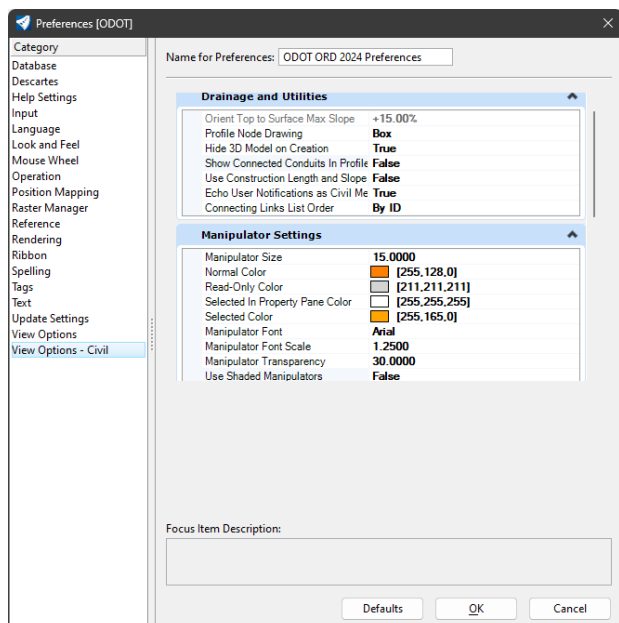 Preferences [ODOT]
Category
Database
Descartes
Help Settings
Input
Language
Look and Feel
Mouse Wheel
Operation
Position Mapping
Raster Manager
Reference
Rendering
Ribbon
Spelling
Tags
Text
Update Settings
View Options
View Options - Civil
Name for Preferences: ODOT ORD 2024 Preferences
Drainage and Utilities
Orient Top to Surface Max Slope +15.00%
Profile Node Drawing Box
Hide 3D Model on Creation True
Show Connected Conduits In Profile False
Use Construction Length and Slope False
Echo User Notifications as Civil Me True
Connecting Links List Order By ID
Manipulator Settings
Manipulator Size 15.0000
Normal Color [255,128,0]
Read-Only Color [211,211,211]
Selected In Property Pane Color [255,255,255]
Selected Color [255,165,0]
Manipulator Font Arial
Manipulator Font Scale 1.2500
Manipulator Transparency 30.0000
Use Shaded Manipulators False
Focus Item Description:
Defaults OK Cancel